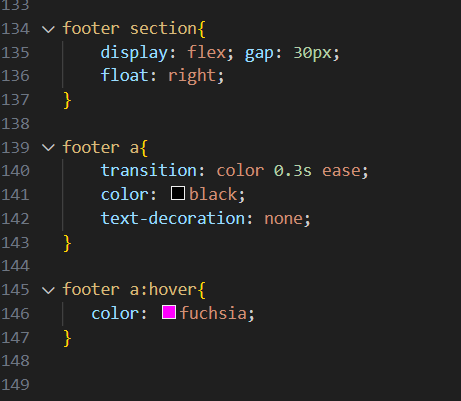 133
134 footer section{
135 display: flex; gap: 30px;
136 float: right;
137 }
138
139 footer a{
140 transition: color 0.3s ease;
141 color: black;
142 text-decoration: none;
143 }
144
145 footer a:hover{
146 color: fuchsia;
147 }
148
149